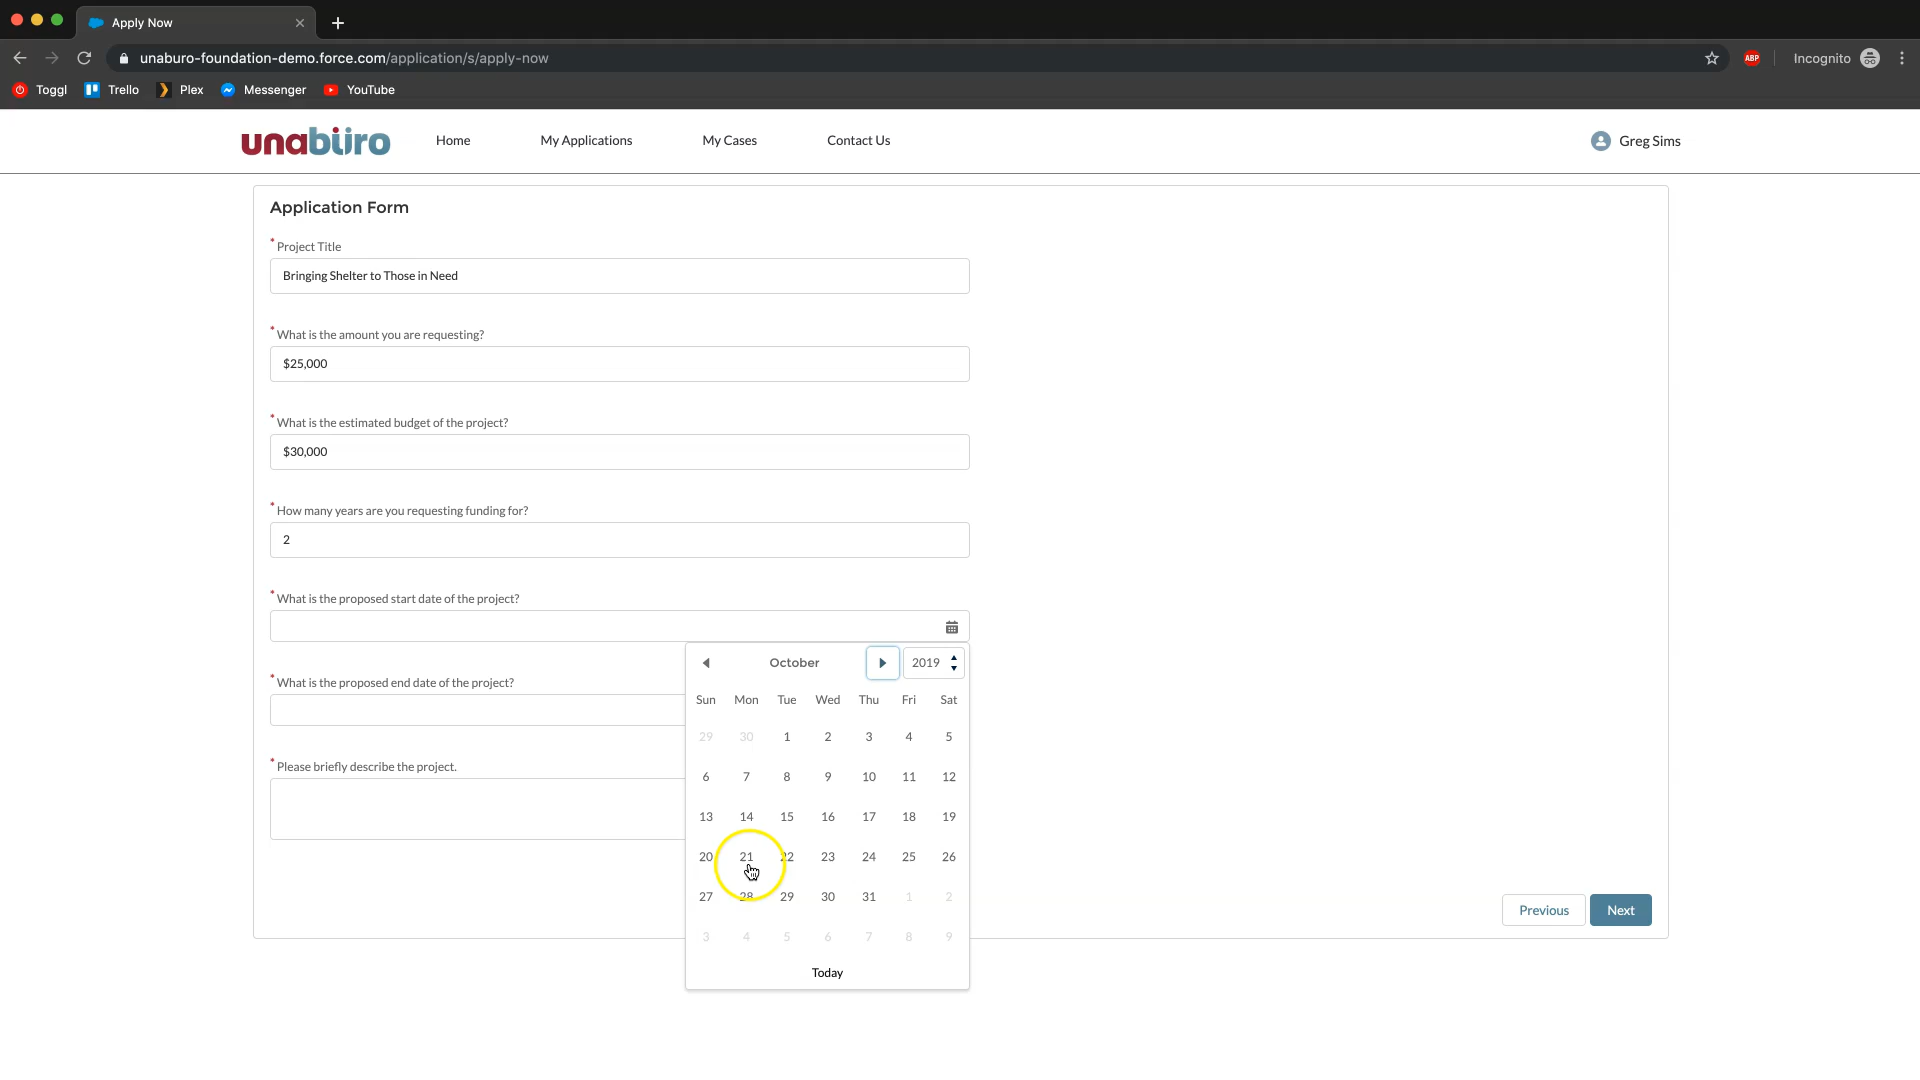 Apply Now
unaburo-foundation-demo.force.com/application/s/apply-now
ABP
Incognito
Toggl
Trello
Plex
Messenger
YouTube
unabüro
Home
My Applications
My Cases
Contact Us
Greg Sims
Application Form
* Project Title
Bringing Shelter to Those in Need
* What is the amount you are requesting?
$25,000
* What is the estimated budget of the project?
$30,000
* How many years are you requesting funding for?
2
* What is the proposed start date of the project?
October 2019
Sun Mon Tue Wed Thu Fri Sat
29 30 1 2 3 4 5
6 7 8 9 10 11 12
13 14 15 16 17 18 19
20 21 22 23 24 25 26
27 28 29 30 31 1 2
3 4 5 6 7 8 9
Today
* What is the proposed end date of the project?
* Please briefly describe the project.
Previous
Next